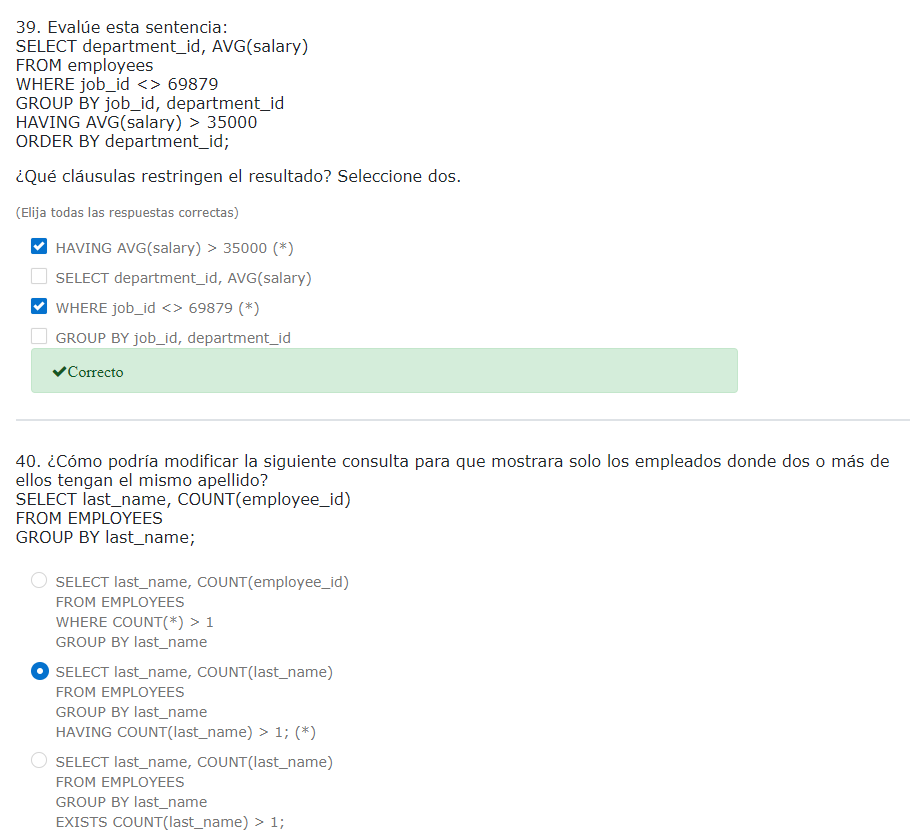 39. Evalúe esta sentencia:
SELECT department_id, AVG(salary)
FROM employees
WHERE job_id <> 69879
GROUP BY job_id, department_id
HAVING AVG(salary) > 35000
ORDER BY department_id;
¿Qué cláusulas restringen el resultado? Seleccione dos.
(Elija todas las respuestas correctas)
HAVING AVG(salary) > 35000 (*)
SELECT department_id, AVG(salary)
WHERE job_id <> 69879 (*)
GROUP BY job_id, department_id
Correcto
40. ¿Cómo podría modificar la siguiente consulta para que mostrara solo los empleados donde dos o más de
ellos tengan el mismo apellido?
SELECT last_name, COUNT(employee_id)
FROM EMPLOYEES
GROUP BY last_name;
SELECT last_name, COUNT(employee_id)
FROM EMPLOYEES
WHERE COUNT(*) > 1
GROUP BY last_name
SELECT last_name, COUNT(last_name)
FROM EMPLOYEES
GROUP BY last_name
HAVING COUNT(last_name) > 1; (*)
SELECT last_name, COUNT(last_name)
FROM EMPLOYEES
GROUP BY last_name
EXISTS COUNT(last_name) > 1;